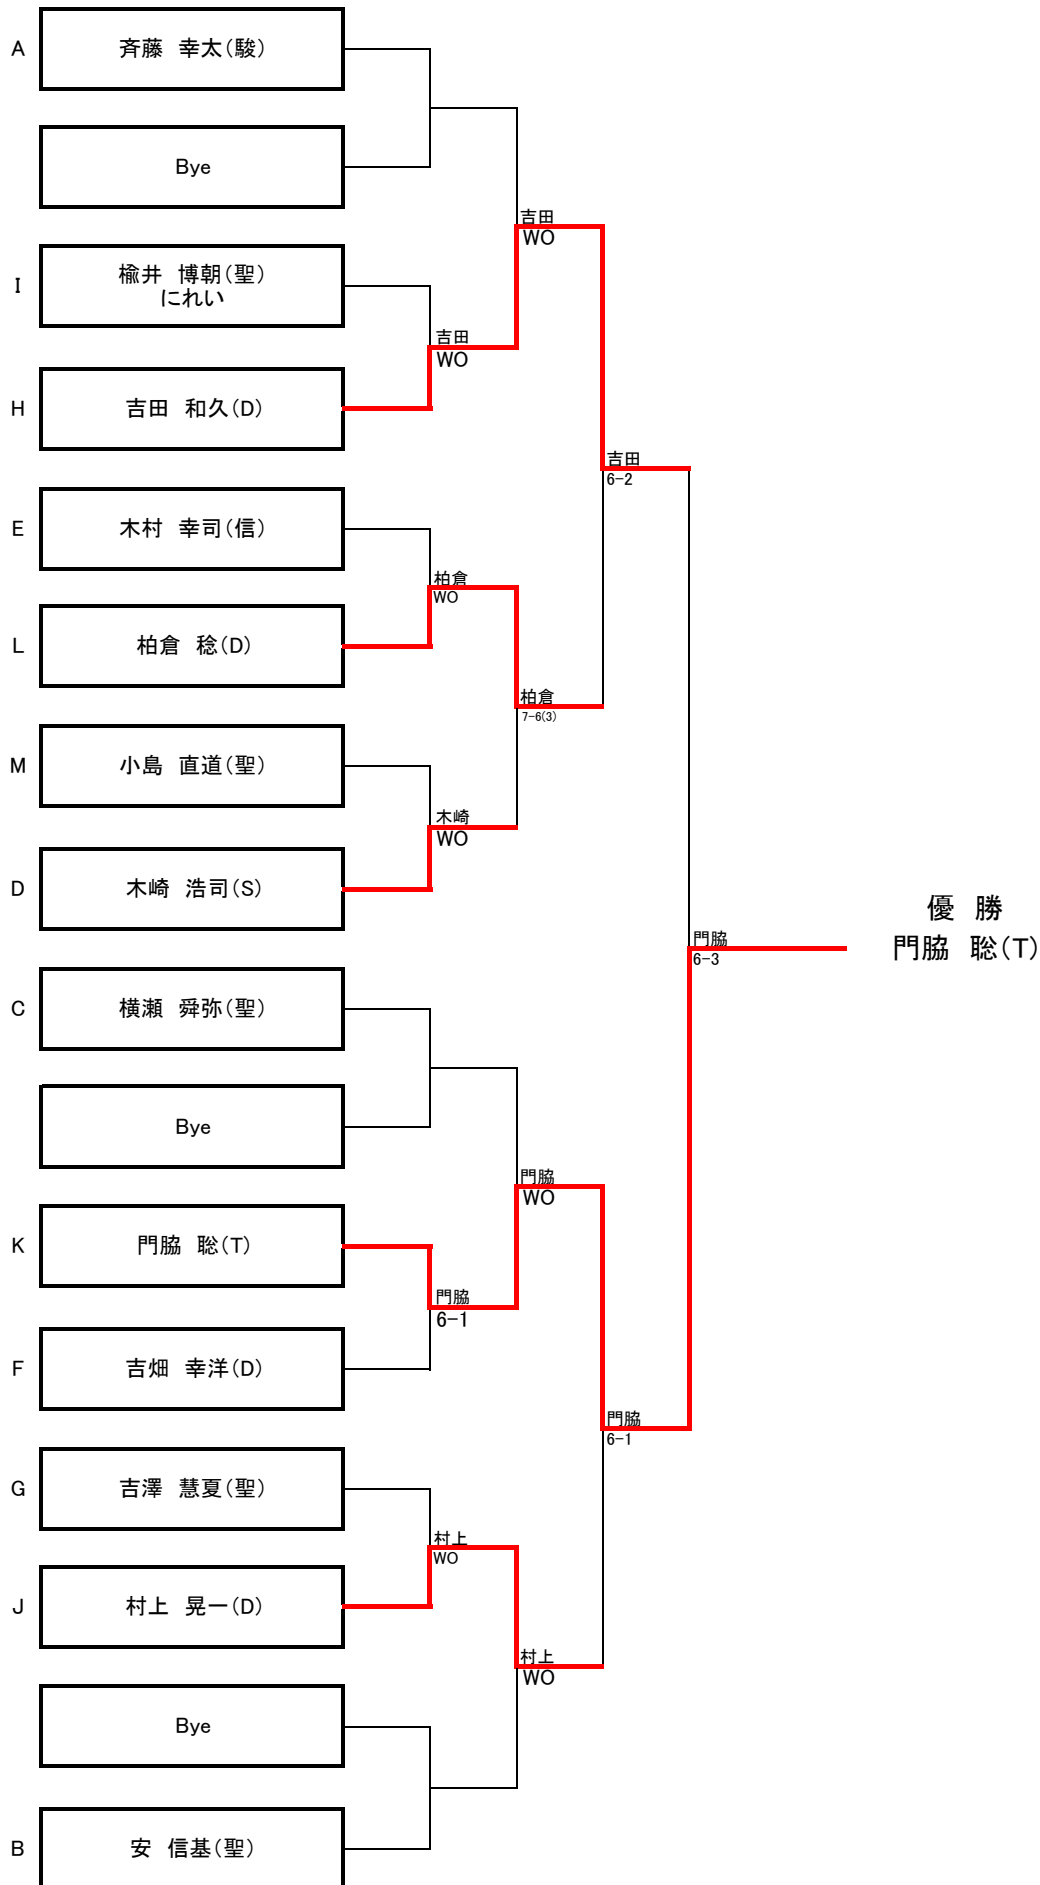 A
斉藤　幸太(駿)
Bye
吉田
WO
I
楡井　博朝(聖)
にれい
吉田
WO
H
吉田　和久(D)
吉田
6-2
E
木村　幸司(信)
柏倉
WO
L
柏倉　稔(D)
柏倉
7-6(3)
M
小島　直道(聖)
木崎
WO
D
木崎　浩司(S)
優　勝
門脇　聡(T)
門脇
6-3
C
横瀬　舜弥(聖)
Bye
門脇
WO
K
門脇　聡(T)
門脇
6-1
F
吉畑　幸洋(D)
門脇
6-1
G
吉澤　慧夏(聖)
村上
WO
J
村上　晃一(D)
村上
WO
Bye
B
安　信基(聖)